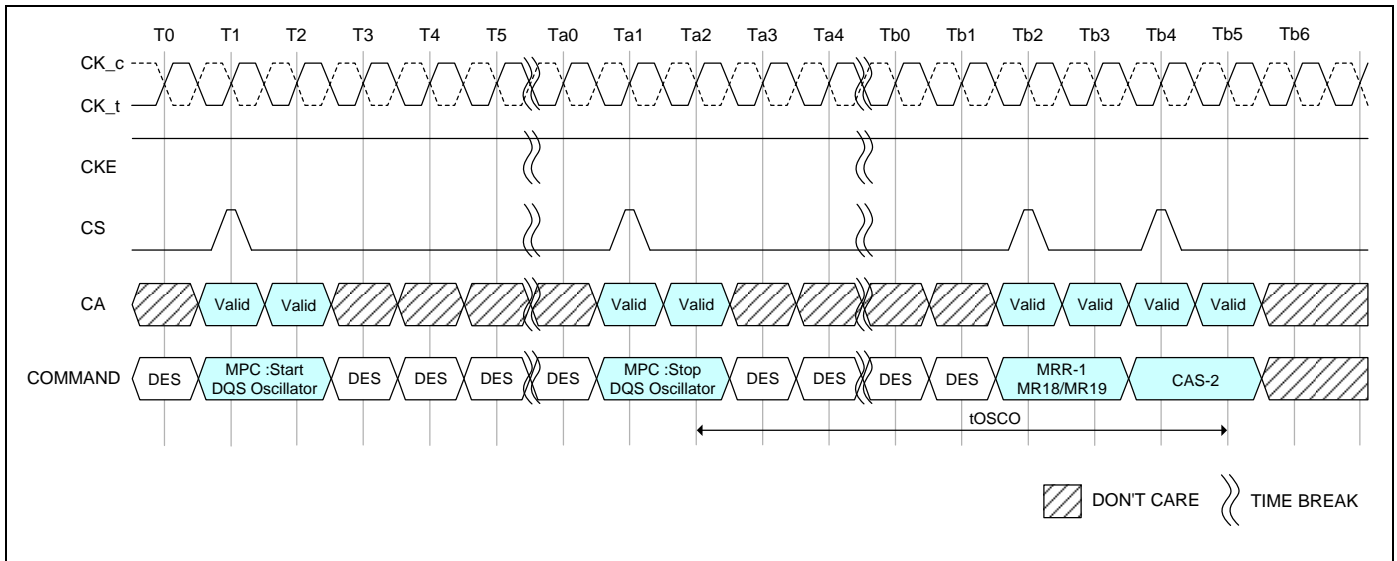 T0 T1 T2 T3 T4 T5 Ta0 Ta1 Ta2 Ta3 Ta4 Tb0 Tb1 Tb2 Tb3 Tb4 Tb5 Tb6
CK_c
CK_t
CKE
CS
CA Valid Valid Valid Valid Valid Valid Valid Valid
COMMAND DES MPC :Start DQS Oscillator DES DES DES DES MPC :Stop DQS Oscillator DES DES DES DES MRR-1 MR18/MR19 CAS-2
tOSCO
DON'T CARE TIME BREAK